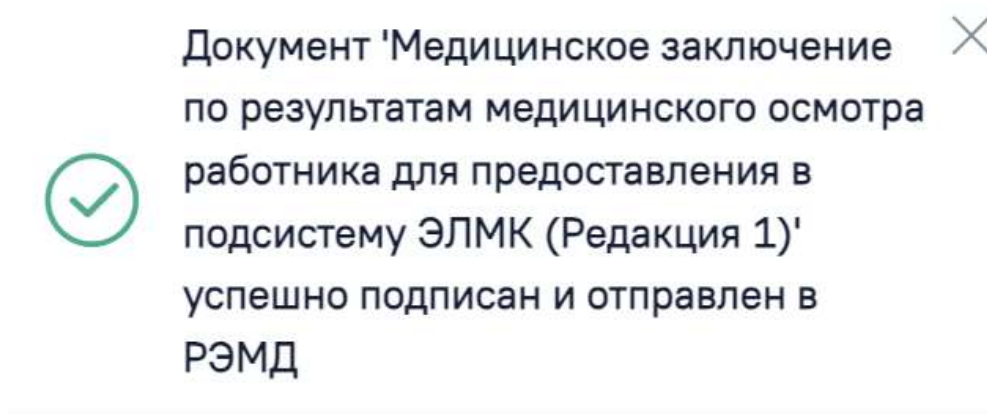 Документ 'Медицинское заключение
по результатам медицинского осмотра
работника для предоставления в
подсистему ЭЛМК (Редакция 1)'
успешно подписан и отправлен в
РЭМД